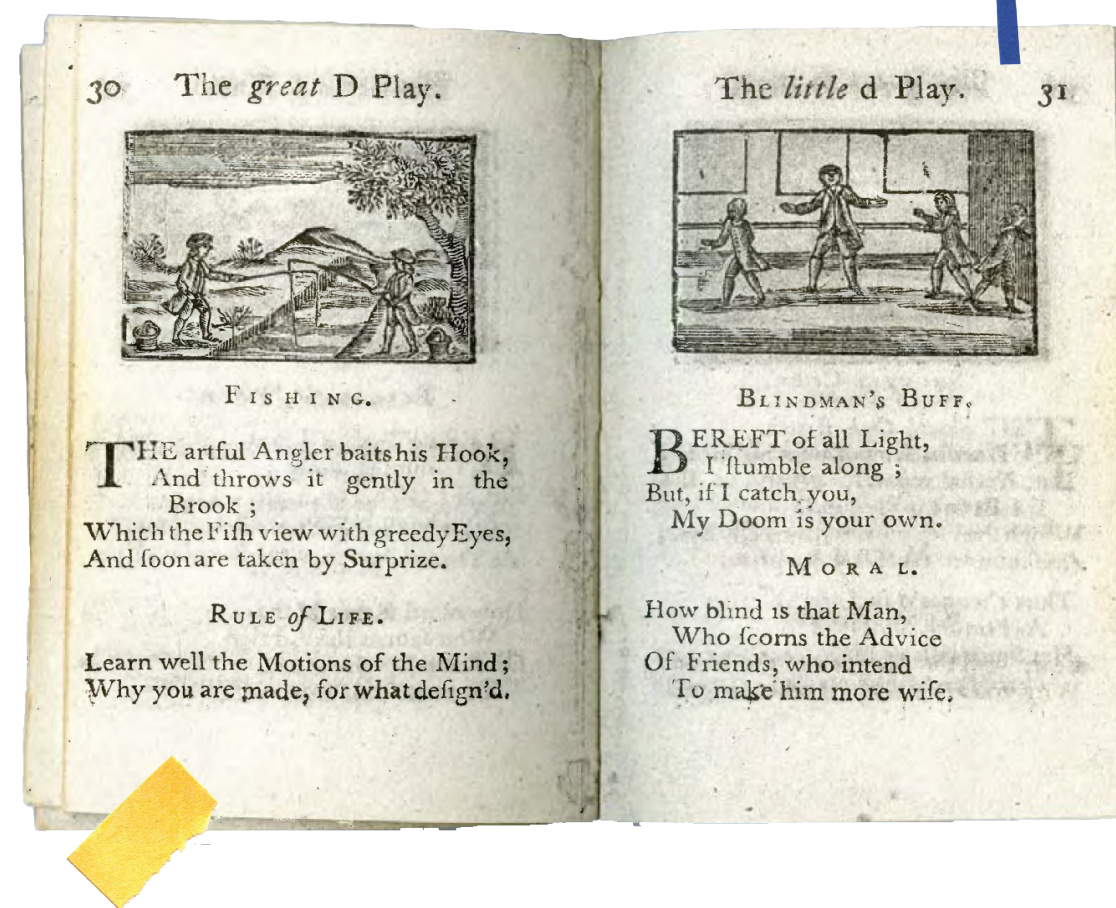 30 The great D Play.
FISHING.
THE artful Angler baits his Hook,
And throws it gently in the
Brook ;
Which the Fiſh view with greedy Eyes,
And ſoon are taken by Surprize.
RULE of LIFE.
Learn well the Motions of the Mind ;
Why you are made, for what deſign'd.
The little d Play. 31
BLINDMAN'S BUFF.
BEREFT of all Light,
I ſtumble along ;
But, if I catch you,
My Doom is your own.
MORAL.
How blind is that Man,
Who ſcorns the Advice
Of Friends, who intend
To make him more wiſe.